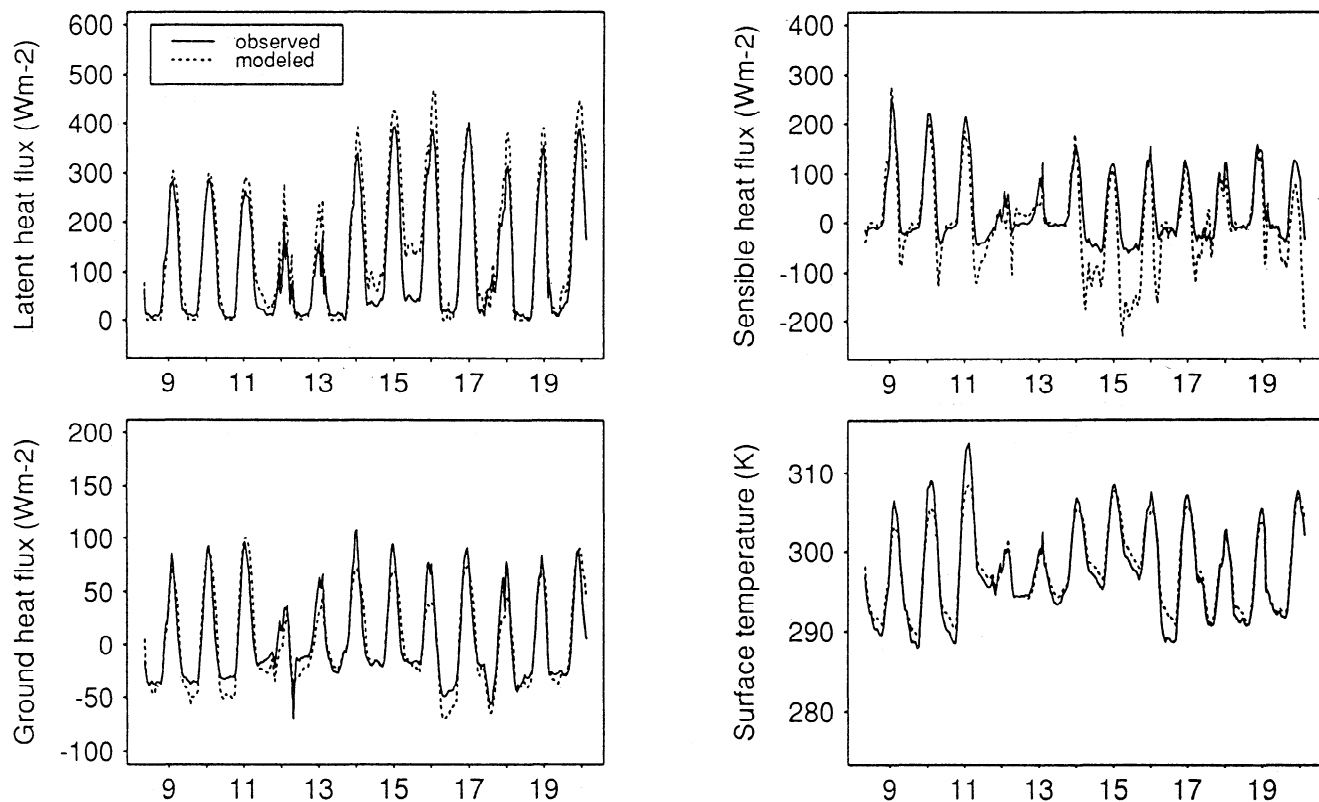 Latent heat flux (Wm-2)
600
500
400
300
200
100
0
observed
modeled
9 11 13 15 17 19
Sensible heat flux (Wm-2)
400
300
200
100
0
-100
-200
9 11 13 15 17 19
Ground heat flux (Wm-2)
200
150
100
50
0
-50
-100
9 11 13 15 17 19
Surface temperature (K)
310
300
290
280
9 11 13 15 17 19